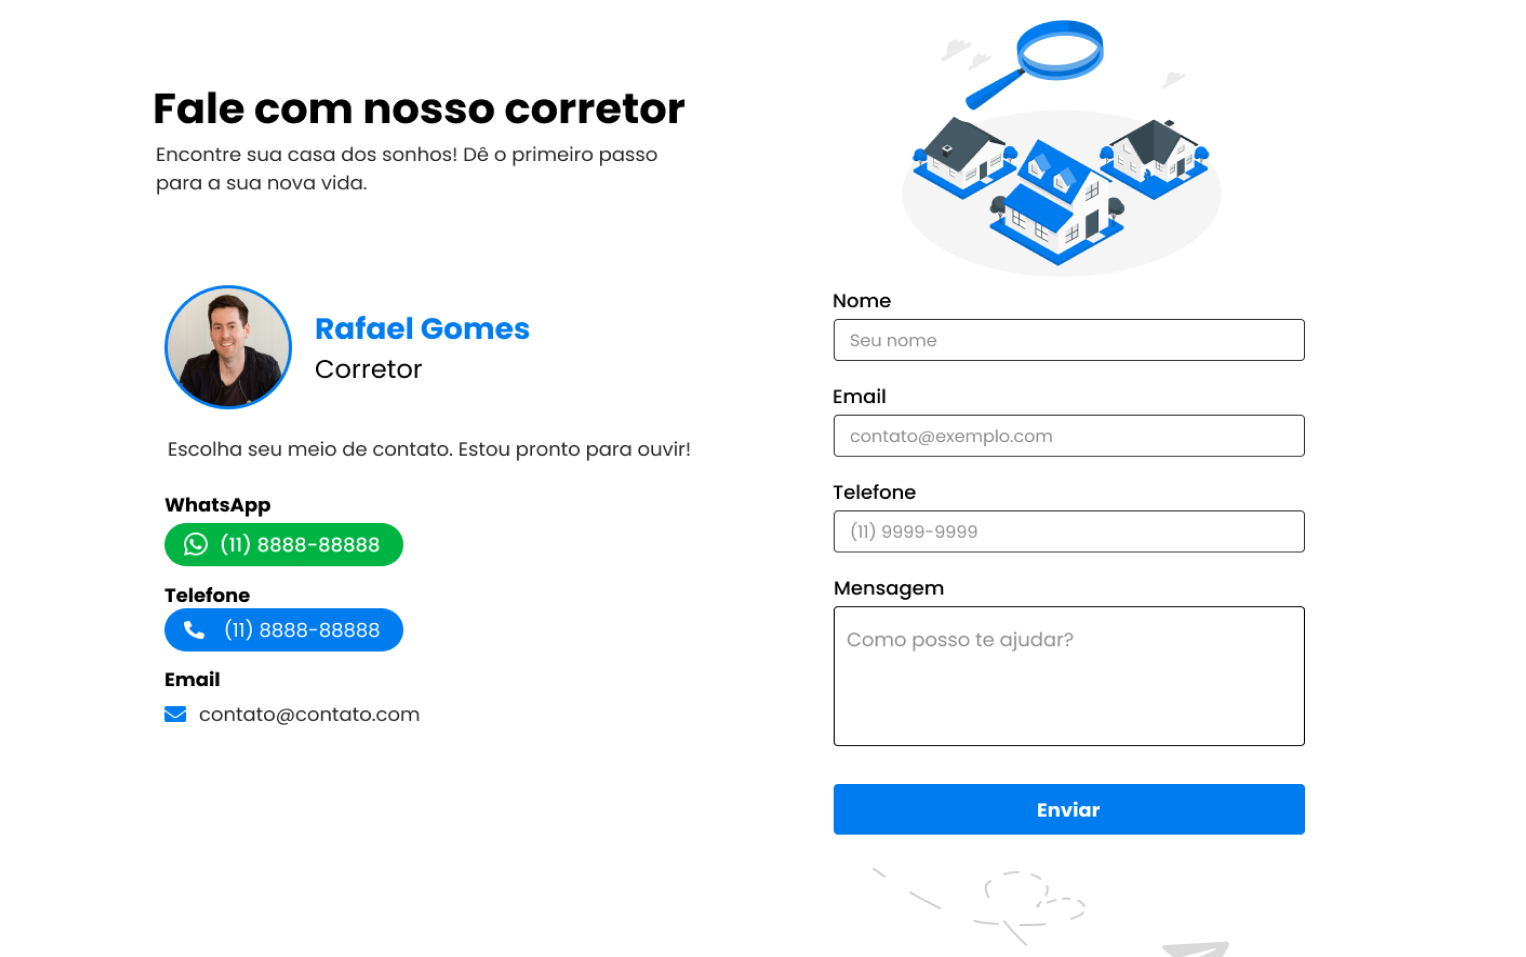 Fale com nosso corretor
Encontre sua casa dos sonhos! Dê o primeiro passo
para a sua nova vida.
Rafael Gomes
Corretor
Escolha seu meio de contato. Estou pronto para ouvir!
WhatsApp
(11) 8888-88888
Telefone
(11) 8888-88888
Email
contato@contato.com
Nome
Seu nome
Email
contato@exemplo.com
Telefone
(11) 9999-9999
Mensagem
Como posso te ajudar?
Enviar